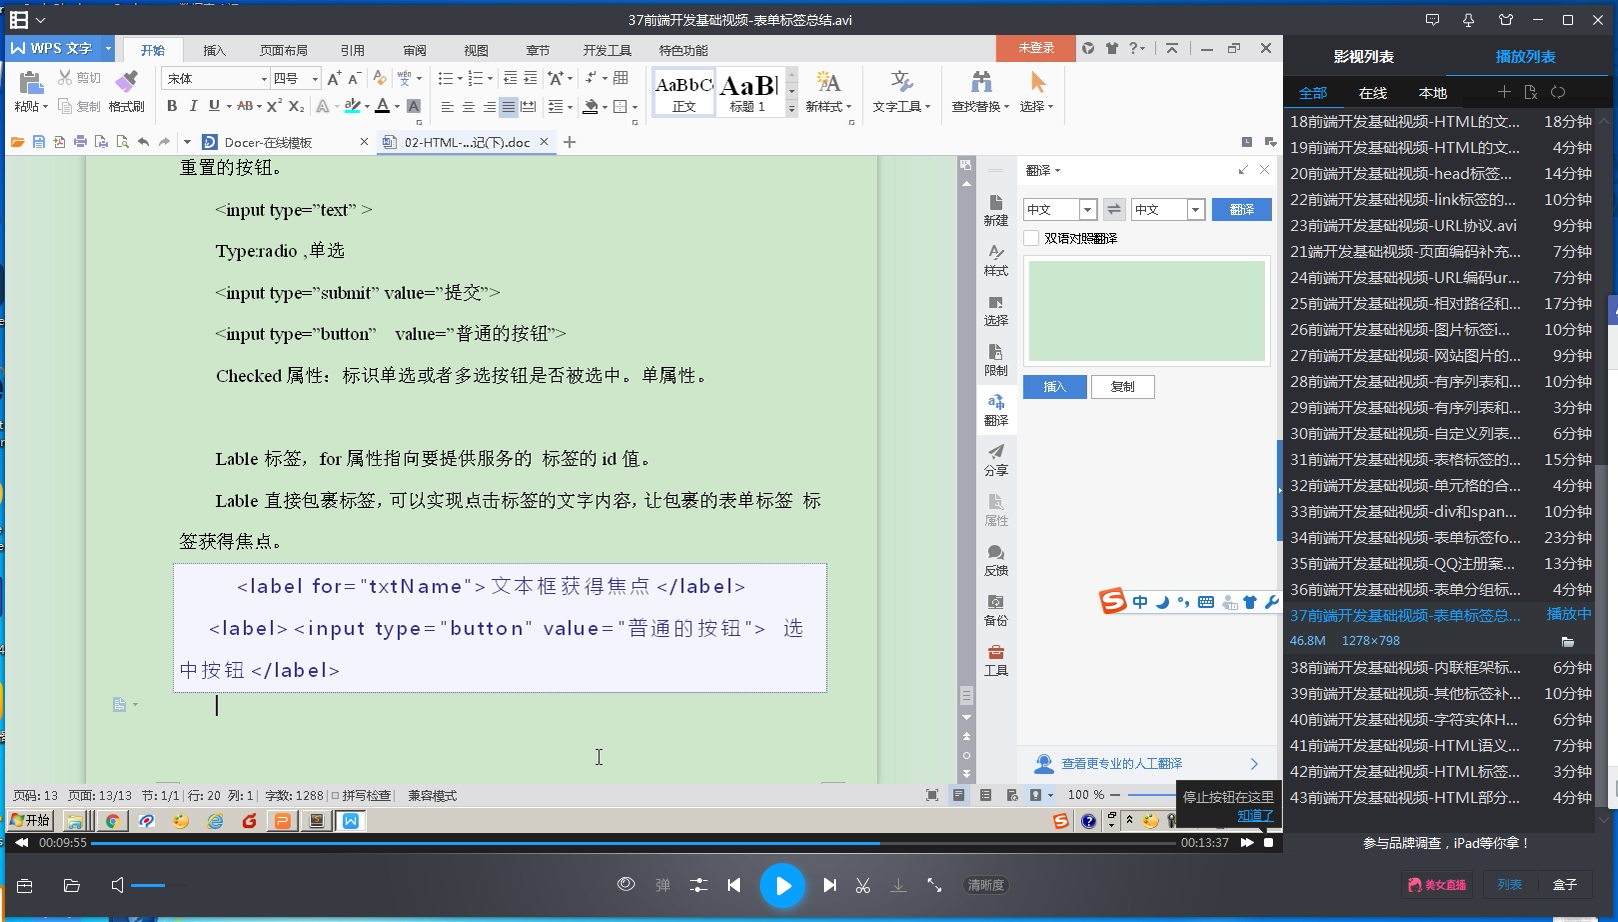 37前端开发基础视频-表单标签总结.avi
WPS 文字
开始
插入
页面布局
引用
审阅
视图
章节
开发工具
特色功能
未登录
粘贴
剪切
复制
格式刷
宋体
四号
AaBbC
正文
AaBl
标题 1
新样式
文字工具
查找替换
选择
Docer-在线模板
02-HTML-...记(下).doc
重置的按钮。
<input type=”text” >
Type:radio ,单选
<input type=”submit” value=”提交”>
<input type=”button” value=”普通的按钮”>
Checked 属性：标识单选或者多选按钮是否被选中。单属性。
Lable 标签，for 属性指向要提供服务的 标签的 id 值。
Lable 直接包裹标签，可以实现点击标签的文字内容，让包裹的表单标签 标
签获得焦点。
<label for="txtName">文本框获得焦点</label>
<label><input type="button" value="普通的按钮"> 选
中按钮</label>
新建
样式
选择
限制
翻译
分享
属性
反馈
备份
工具
翻译
中文
中文
翻译
双语对照翻译
插入
复制
查看更专业的人工翻译
中
停止按钮在这里
知道了
页码: 13 页面: 13/13 节: 1/1 行: 20 列: 1 字数: 1288 拼写检查 兼容模式
100 %
开始
00:09:55
00:13:37
弹
清晰度
影视列表
播放列表
全部
在线
本地
18前端开发基础视频-HTML的文... 18分钟
19前端开发基础视频-HTML的文... 4分钟
20前端开发基础视频-head标签... 14分钟
22前端开发基础视频-link标签的... 10分钟
23前端开发基础视频-URL协议.avi 9分钟
21端开发基础视频-页面编码补充... 7分钟
24前端开发基础视频-URL编码ur... 7分钟
25前端开发基础视频-相对路径和... 17分钟
26前端开发基础视频-图片标签i... 10分钟
27前端开发基础视频-网站图片的... 9分钟
28前端开发基础视频-有序列表和... 10分钟
29前端开发基础视频-有序列表和... 3分钟
30前端开发基础视频-自定义列表... 6分钟
31前端开发基础视频-表格标签的... 15分钟
32前端开发基础视频-单元格的合... 4分钟
33前端开发基础视频-div和span... 10分钟
34前端开发基础视频-表单标签fo... 23分钟
35前端开发基础视频-QQ注册案... 13分钟
36前端开发基础视频-表单分组标... 4分钟
37前端开发基础视频-表单标签总... 播放中
46.8M 1278×798
38前端开发基础视频-内联框架标... 6分钟
39前端开发基础视频-其他标签补... 10分钟
40前端开发基础视频-字符实体H... 6分钟
41前端开发基础视频-HTML语义... 7分钟
42前端开发基础视频-HTML标签... 3分钟
43前端开发基础视频-HTML部分... 4分钟
参与品牌调查，iPad等你拿！
美女直播
列表
盒子